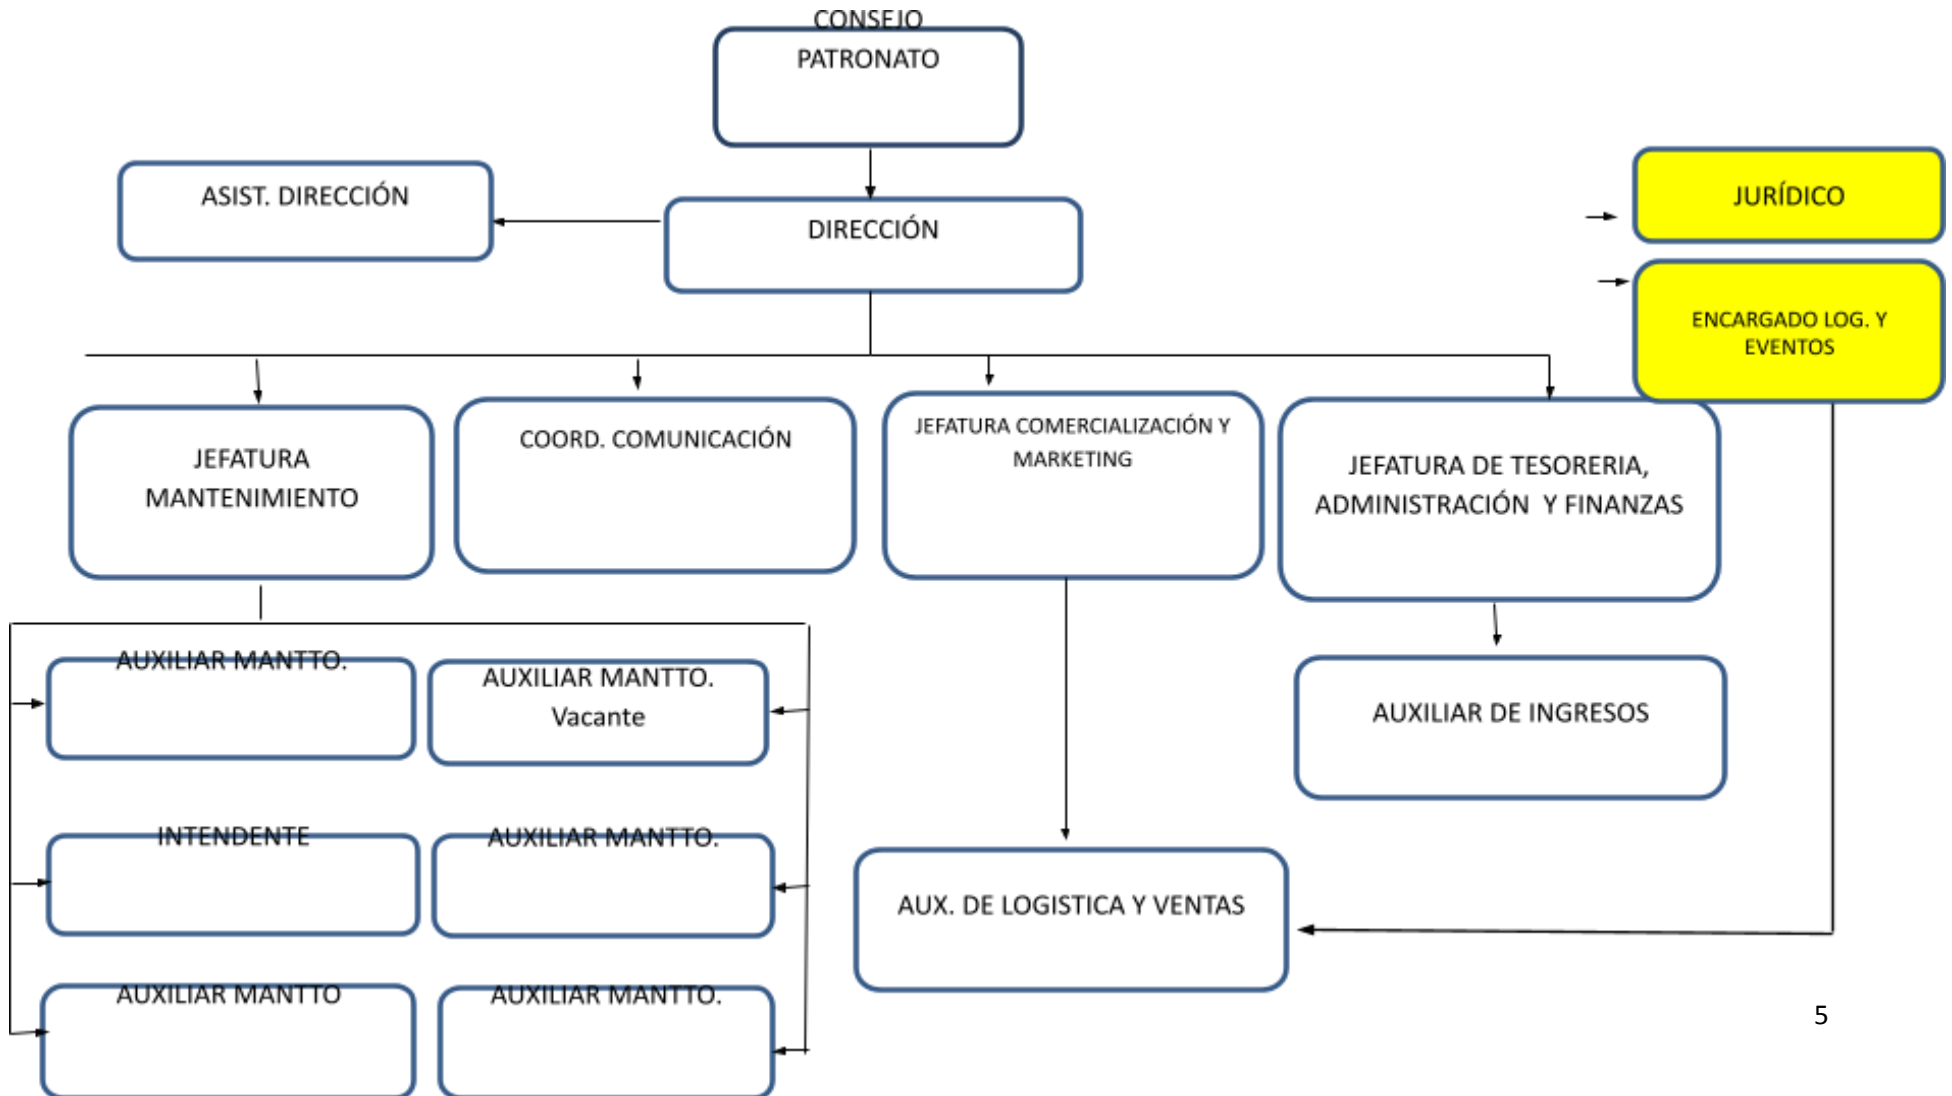 CONSEJO
PATRONATO
ASIST. DIRECCIÓN
DIRECCIÓN
JURÍDICO
ENCARGADO LOG. Y
EVENTOS
JEFATURA
MANTENIMIENTO
COORD. COMUNICACIÓN
JEFATURA COMERCIALIZACIÓN Y
MARKETING
JEFATURA DE TESORERIA,
ADMINISTRACIÓN  Y FINANZAS
AUXILIAR MANTTO.
AUXILIAR MANTTO.
Vacante
AUXILIAR DE INGRESOS
INTENDENTE
AUXILIAR MANTTO.
AUX. DE LOGISTICA Y VENTAS
AUXILIAR MANTTO
AUXILIAR MANTTO.
5